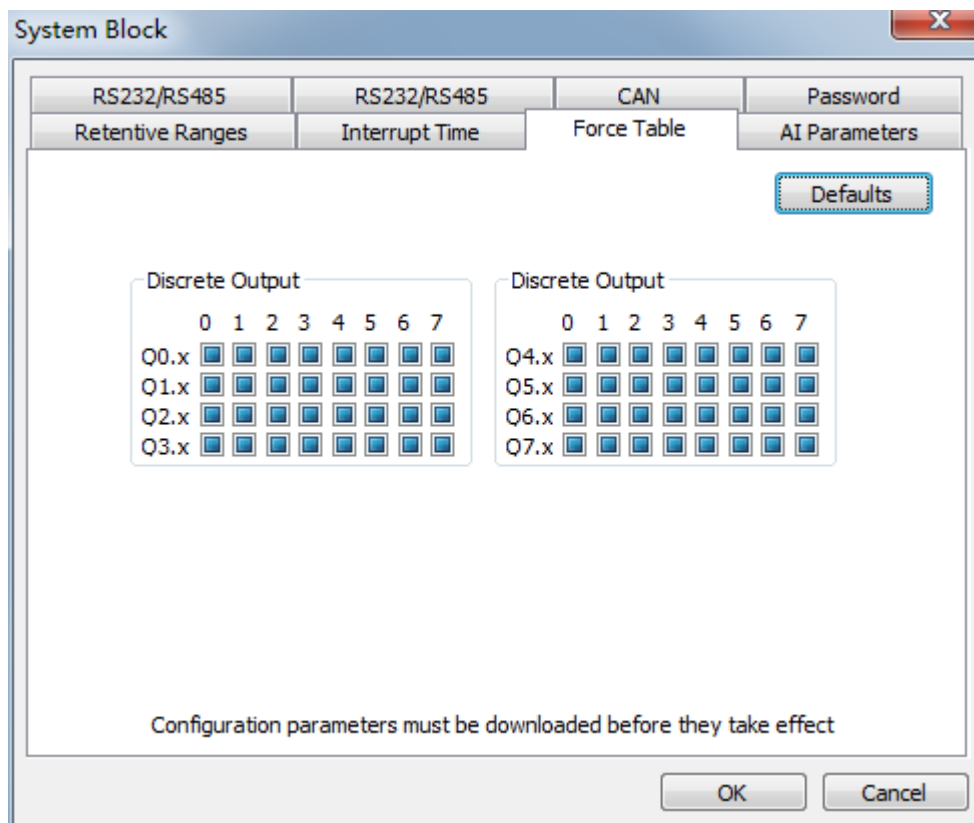 System Block
RS232/RS485 RS232/RS485 CAN Password
Retentive Ranges Interrupt Time Force Table AI Parameters
Defaults
Discrete Output
0 1 2 3 4 5 6 7
Q0.x
Q1.x
Q2.x
Q3.x
Discrete Output
0 1 2 3 4 5 6 7
Q4.x
Q5.x
Q6.x
Q7.x
Configuration parameters must be downloaded before they take effect
OK Cancel